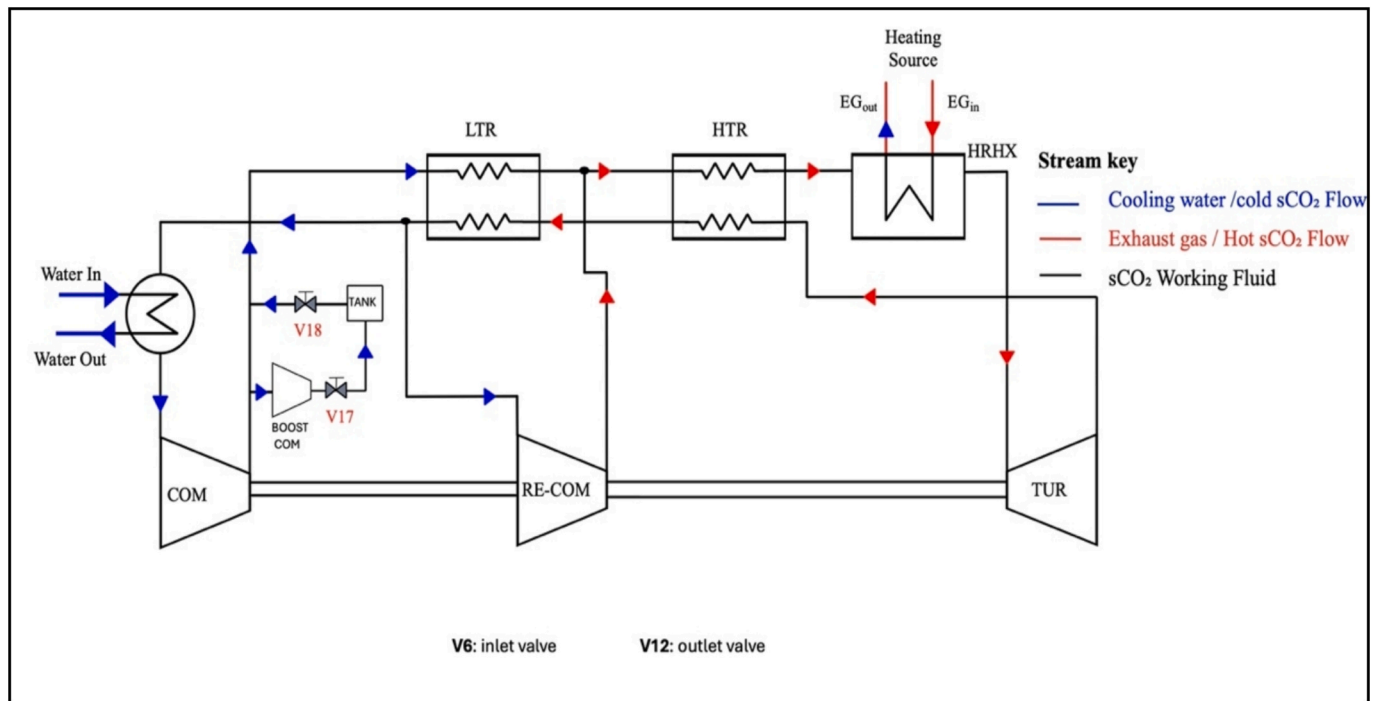 Heating
Source
EGout
EGin
LTR
HTR
HRHX
Stream key
Cooling water /cold sCO₂ Flow
Exhaust gas / Hot sCO₂ Flow
sCO₂ Working Fluid
Water In
Water Out
TANK
V18
V17
BOOST
COM
COM
RE-COM
TUR
V6: inlet valve
V12: outlet valve